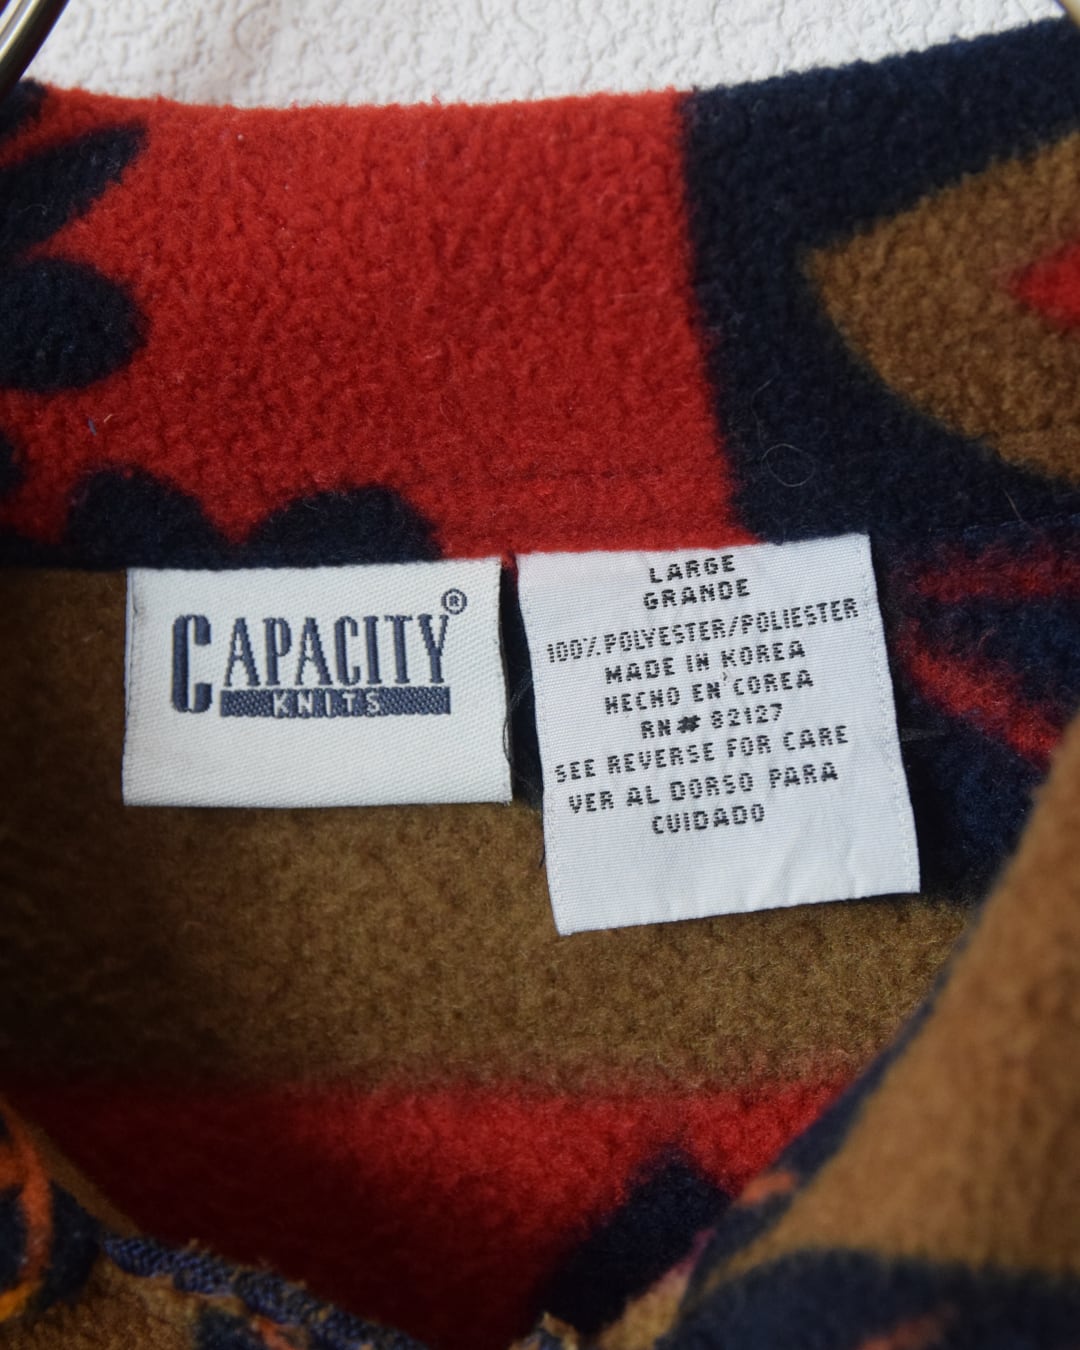 CAPACITY®
KNITS
LARGE
GRANDE
100% POLYESTER/POLIESTER
MADE IN KOREA
HECHO EN COREA
RN# 82127
SEE REVERSE FOR CARE
VER AL DORSO PARA
CUIDADO